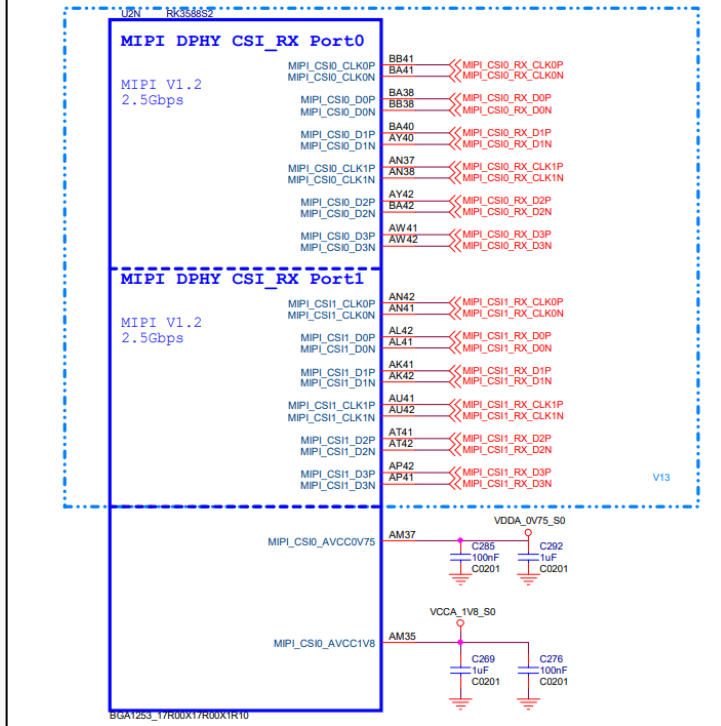 U2N RK3588S2
MIPI DPHY CSI_RX Port0
MIPI V1.2
2.5Gbps
MIPI_CSI0_CLK0P BB41 MIPI_CSI0_RX_CLK0P
MIPI_CSI0_CLK0N BA41 MIPI_CSI0_RX_CLK0N
MIPI_CSI0_D0P BA38 MIPI_CSI0_RX_D0P
MIPI_CSI0_D0N BB38 MIPI_CSI0_RX_D0N
MIPI_CSI0_D1P BA40 MIPI_CSI0_RX_D1P
MIPI_CSI0_D1N AY40 MIPI_CSI0_RX_D1N
MIPI_CSI0_CLK1P AN37 MIPI_CSI0_RX_CLK1P
MIPI_CSI0_CLK1N AN38 MIPI_CSI0_RX_CLK1N
MIPI_CSI0_D2P AY42 MIPI_CSI0_RX_D2P
MIPI_CSI0_D2N BA42 MIPI_CSI0_RX_D2N
MIPI_CSI0_D3P AW41 MIPI_CSI0_RX_D3P
MIPI_CSI0_D3N AW42 MIPI_CSI0_RX_D3N
MIPI DPHY CSI_RX Port1
MIPI V1.2
2.5Gbps
MIPI_CSI1_CLK0P AN42 MIPI_CSI1_RX_CLK0P
MIPI_CSI1_CLK0N AN41 MIPI_CSI1_RX_CLK0N
MIPI_CSI1_D0P AL42 MIPI_CSI1_RX_D0P
MIPI_CSI1_D0N AL41 MIPI_CSI1_RX_D0N
MIPI_CSI1_D1P AK41 MIPI_CSI1_RX_D1P
MIPI_CSI1_D1N AK42 MIPI_CSI1_RX_D1N
MIPI_CSI1_CLK1P AU41 MIPI_CSI1_RX_CLK1P
MIPI_CSI1_CLK1N AU42 MIPI_CSI1_RX_CLK1N
MIPI_CSI1_D2P AT41 MIPI_CSI1_RX_D2P
MIPI_CSI1_D2N AT42 MIPI_CSI1_RX_D2N
MIPI_CSI1_D3P AP42 MIPI_CSI1_RX_D3P
MIPI_CSI1_D3N AP41 MIPI_CSI1_RX_D3N
V13
VDDA_0V75_S0
MIPI_CSI0_AVCC0V75 AM37
C285 C292
100nF 1uF
C0201 C0201
VCCA_1V8_S0
MIPI_CSI0_AVCC1V8 AM35
C269 C276
1uF 100nF
C0201 C0201
BGA1253_17R00X17R00X1R10